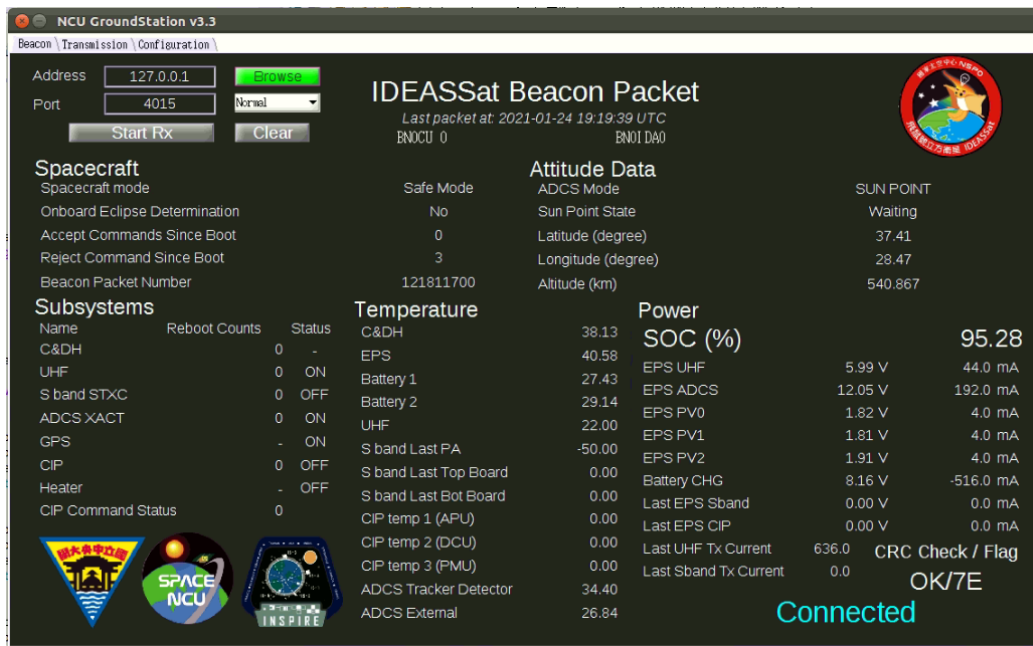 NCU GroundStation v3.3
Beacon Transmission Configuration
Address 127.0.0.1 Browse
Port 4015 Normal
Start Rx Clear
IDEASSat Beacon Packet
Last packet at: 2021-01-24 19:19:39 UTC
BN0CU 0 BN0IDA0
Spacecraft
Spacecraft mode Safe Mode
Onboard Eclipse Determination No
Accept Commands Since Boot 0
Reject Command Since Boot 3
Beacon Packet Number 121811700
Attitude Data
ADCS Mode SUN POINT
Sun Point State Waiting
Latitude (degree) 37.41
Longitude (degree) 28.47
Altitude (km) 540.867
Subsystems
Name Reboot Counts Status
C&DH 0 -
UHF 0 ON
S band STXC 0 OFF
ADCS XACT 0 ON
GPS - ON
CIP 0 OFF
Heater - OFF
CIP Command Status 0
Temperature
C&DH 38.13
EPS 40.58
Battery 1 27.43
Battery 2 29.14
UHF 22.00
S band Last PA -50.00
S band Last Top Board 0.00
S band Last Bot Board 0.00
CIP temp 1 (APU) 0.00
CIP temp 2 (DCU) 0.00
CIP temp 3 (PMU) 0.00
ADCS Tracker Detector 34.40
ADCS External 26.84
Power
SOC (%) 95.28
EPS UHF 5.99 V 44.0 mA
EPS ADCS 12.05 V 192.0 mA
EPS PV0 1.82 V 4.0 mA
EPS PV1 1.81 V 4.0 mA
EPS PV2 1.91 V 4.0 mA
Battery CHG 8.16 V -516.0 mA
Last EPS Sband 0.00 V 0.0 mA
Last EPS CIP 0.00 V 0.0 mA
Last UHF Tx Current 636.0
Last Sband Tx Current 0.0
CRC Check / Flag
OK/7E
Connected
SPACE
NCU
INSPIRE